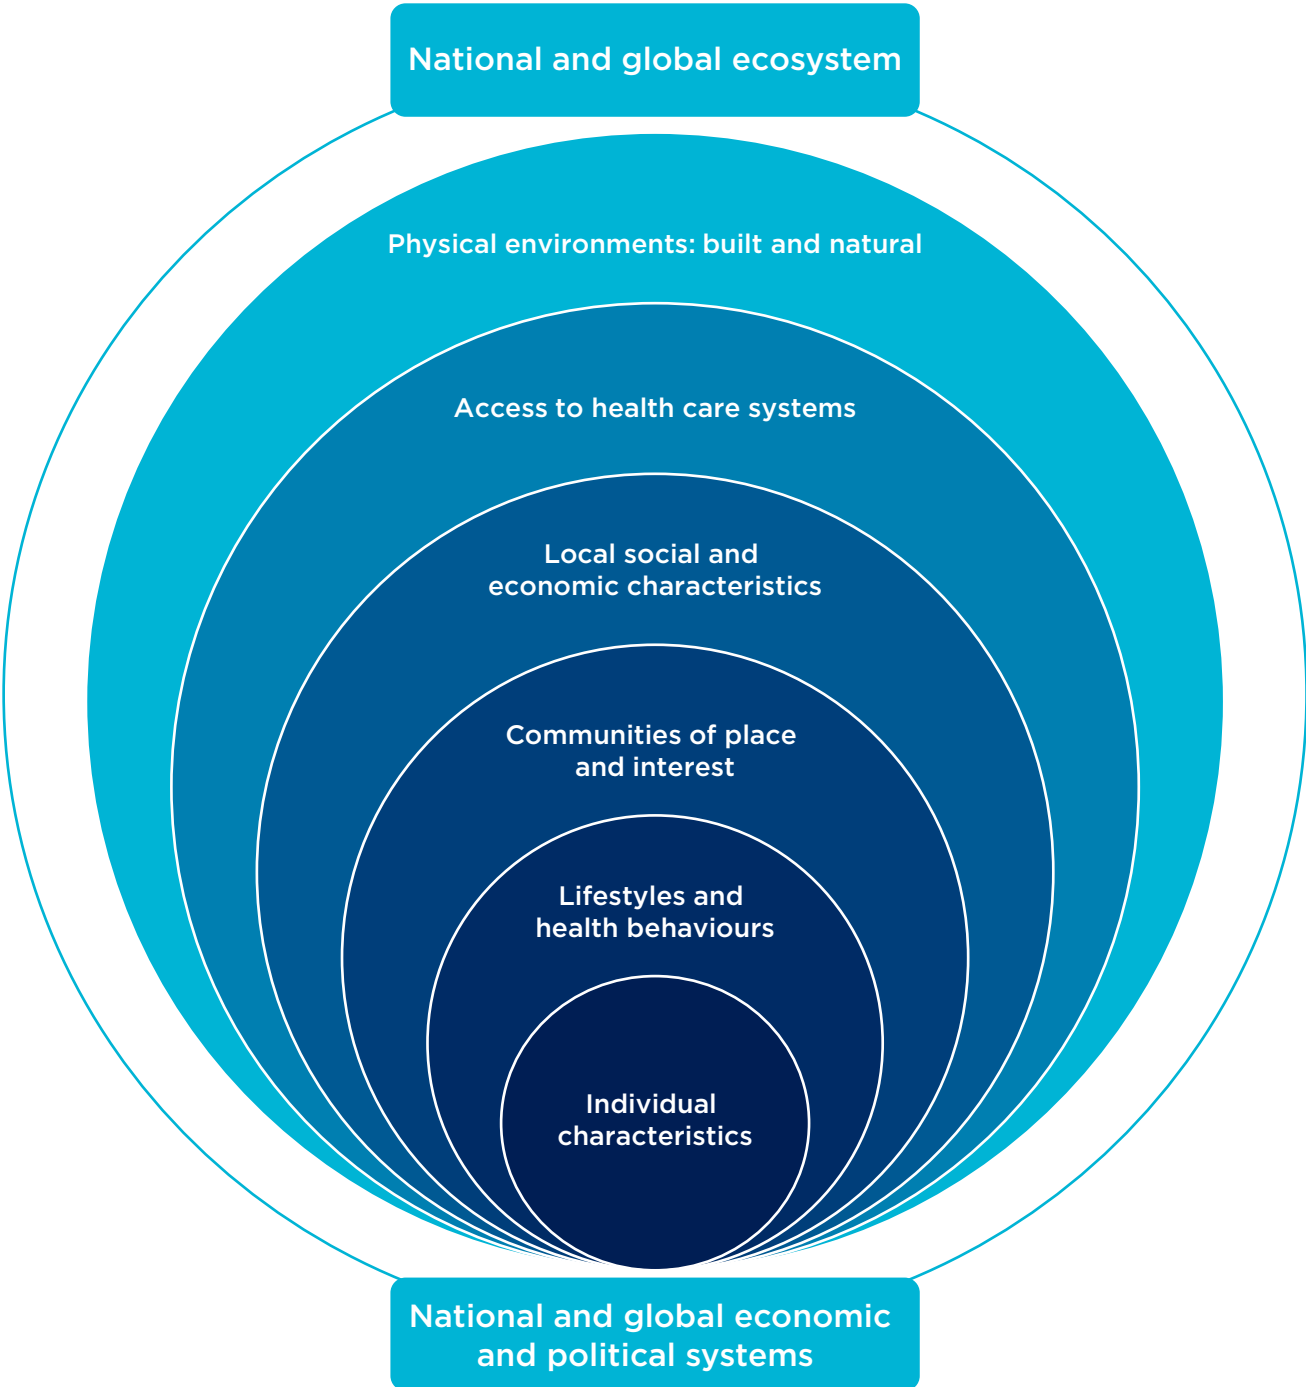 National and global ecosystem
Physical environments: built and natural
Access to health care systems
Local social and
economic characteristics
Communities of place
and interest
Lifestyles and
health behaviours
Individual
characteristics
National and global economic
and political systems